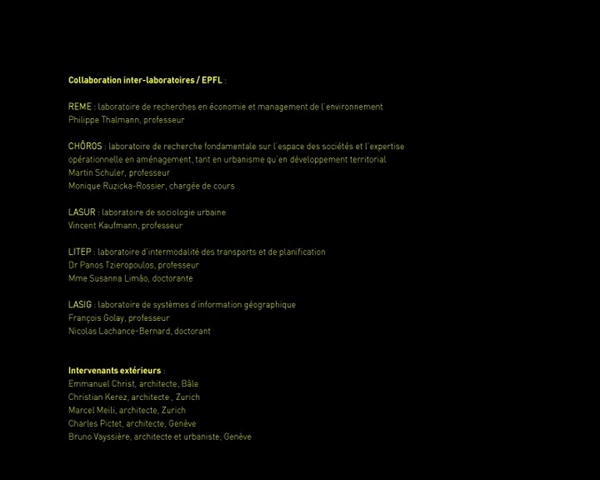 Collaboration inter-laboratoires / EPFL :
REME : laboratoire de recherches en économie et management de l'environnement
Philippe Thalmann, professeur
CHÔROS : laboratoire de recherche fondamentale sur l'espace des sociétés et l'expertise
opérationnelle en aménagement, tant en urbanisme qu'en développement territorial
Martin Schuler, professeur
Monique Ruzicka-Rossier, chargée de cours
LASUR : laboratoire de sociologie urbaine
Vincent Kaufmann, professeur
LITEP : laboratoire d'intermodalité des transports et de planification
Dr Panos Tzieropoulos, professeur
Mme Susanna Limão, doctorante
LASIG : laboratoire de systèmes d'information géographique
François Golay, professeur
Nicolas Lachance-Bernard, doctorant
Intervenants extérieurs :
Emmanuel Christ, architecte, Bâle
Christian Kerez, architecte , Zurich
Marcel Meili, architecte, Zurich
Charles Pictet, architecte, Genève
Bruno Vayssière, architecte et urbaniste, Genève